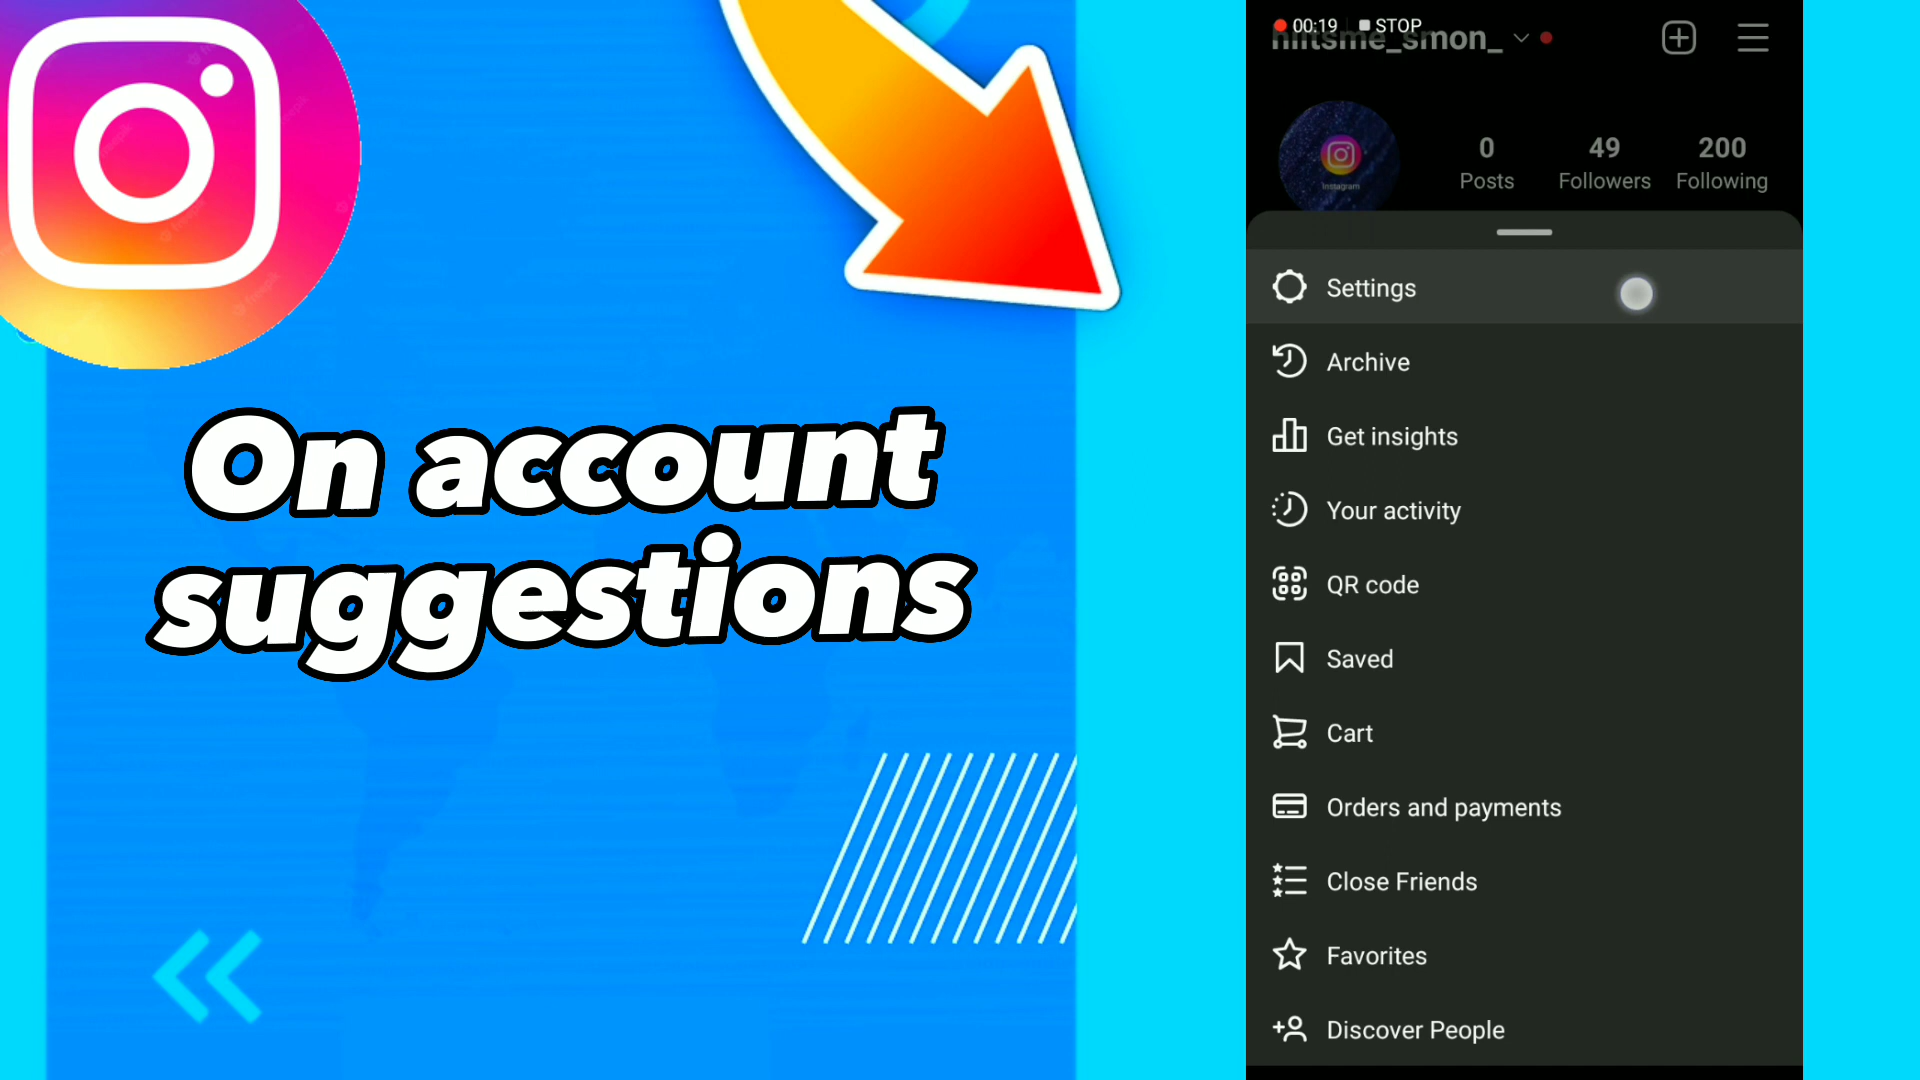 On account
suggestions
00:19 STOP
0 49 200
Posts Followers Following
Instagram
Settings
Archive
Get insights
Your activity
QR code
Saved
Cart
Orders and payments
Close Friends
Favorites
Discover People